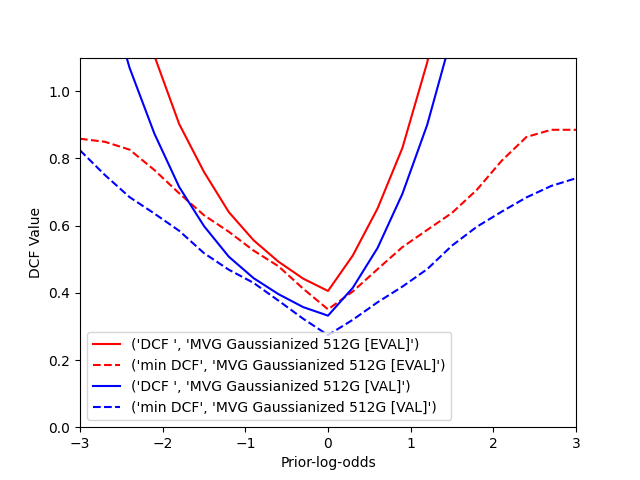 DCF Value
1.0
0.8
0.6
0.4
0.2
0.0
('DCF ', 'MVG Gaussianized 512G [EVAL]')
('min DCF', 'MVG Gaussianized 512G [EVAL]')
('DCF ', 'MVG Gaussianized 512G [VAL]')
('min DCF', 'MVG Gaussianized 512G [VAL]')
−3 −2 −1 0 1 2 3
Prior-log-odds